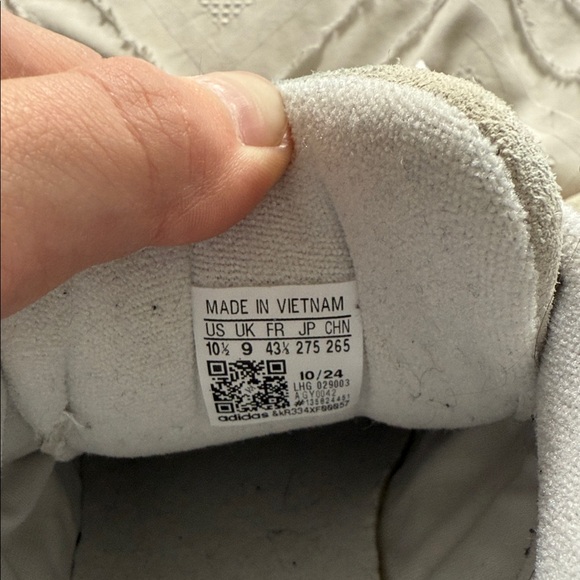 MADE IN VIETNAM
US UK FR JP CHN
10½ 9 43⅓ 275 265
10/24
LHG 029003
AGY0042
adidas